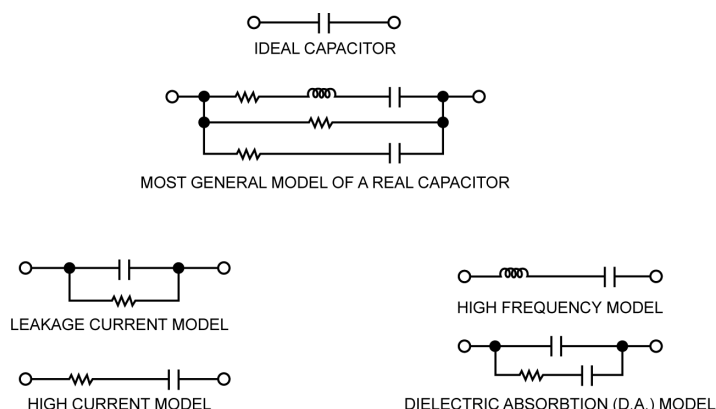 IDEAL CAPACITOR
MOST GENERAL MODEL OF A REAL CAPACITOR
LEAKAGE CURRENT MODEL
HIGH FREQUENCY MODEL
HIGH CURRENT MODEL
DIELECTRIC ABSORBTION (D.A.) MODEL